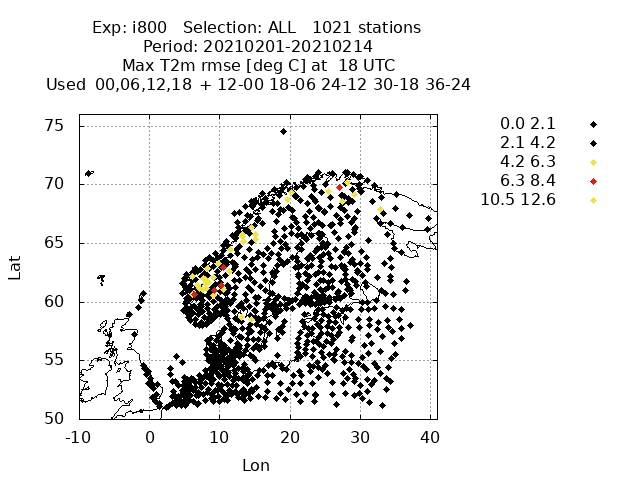 Exp: i800   Selection: ALL   1021 stations
Period: 20210201-20210214
Max T2m rmse [deg C] at  18 UTC
Used  00,06,12,18  + 12-00 18-06 24-12 30-18 36-24
0.0 2.1
2.1 4.2
4.2 6.3
6.3 8.4
10.5 12.6
75
70
65
60
55
50
Lat
-10 0 10 20 30 40
Lon